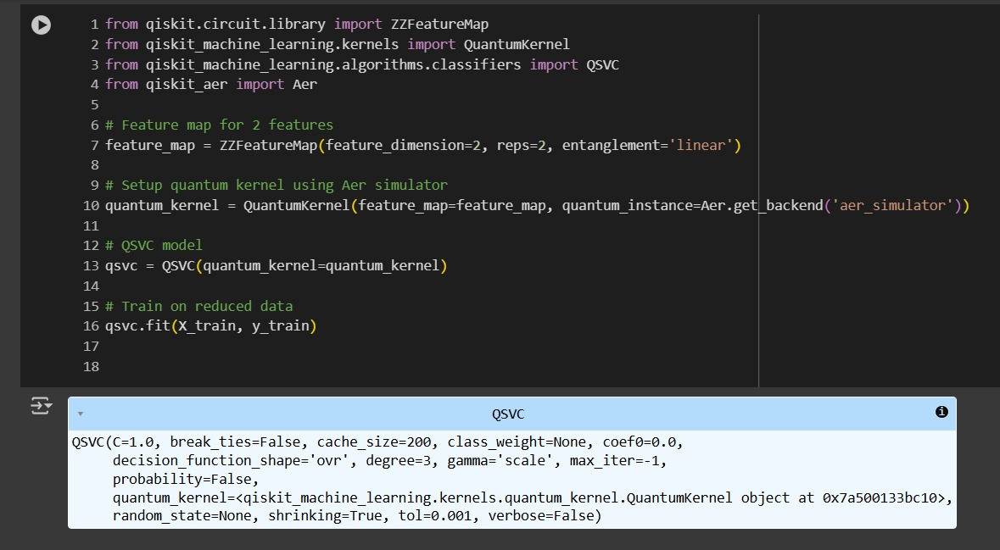 1 from qiskit.circuit.library import ZZFeatureMap
2 from qiskit_machine_learning.kernels import QuantumKernel
3 from qiskit_machine_learning.algorithms.classifiers import QSVC
4 from qiskit_aer import Aer
5
6 # Feature map for 2 features
7 feature_map = ZZFeatureMap(feature_dimension=2, reps=2, entanglement='linear')
8
9 # Setup quantum kernel using Aer simulator
10 quantum_kernel = QuantumKernel(feature_map=feature_map, quantum_instance=Aer.get_backend('aer_simulator'))
11
12 # QSVC model
13 qsvc = QSVC(quantum_kernel=quantum_kernel)
14
15 # Train on reduced data
16 qsvc.fit(X_train, y_train)
17
18
QSVC
QSVC(C=1.0, break_ties=False, cache_size=200, class_weight=None, coef0=0.0,
decision_function_shape='ovr', degree=3, gamma='scale', max_iter=-1,
probability=False,
quantum_kernel=<qiskit_machine_learning.kernels.quantum_kernel.QuantumKernel object at 0x7a500133bc10>,
random_state=None, shrinking=True, tol=0.001, verbose=False)